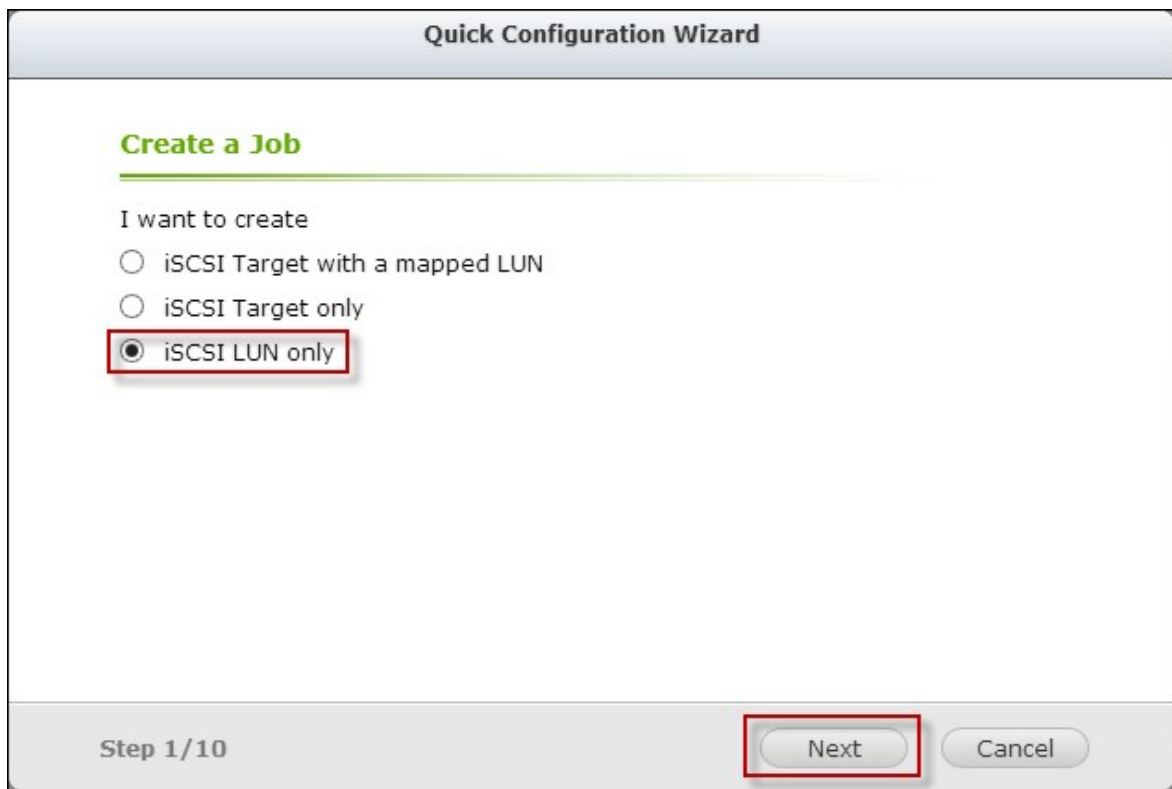 Quick Configuration Wizard
Create a Job
I want to create
iSCSI Target with a mapped LUN
iSCSI Target only
iSCSI LUN only
Step 1/10
Next
Cancel